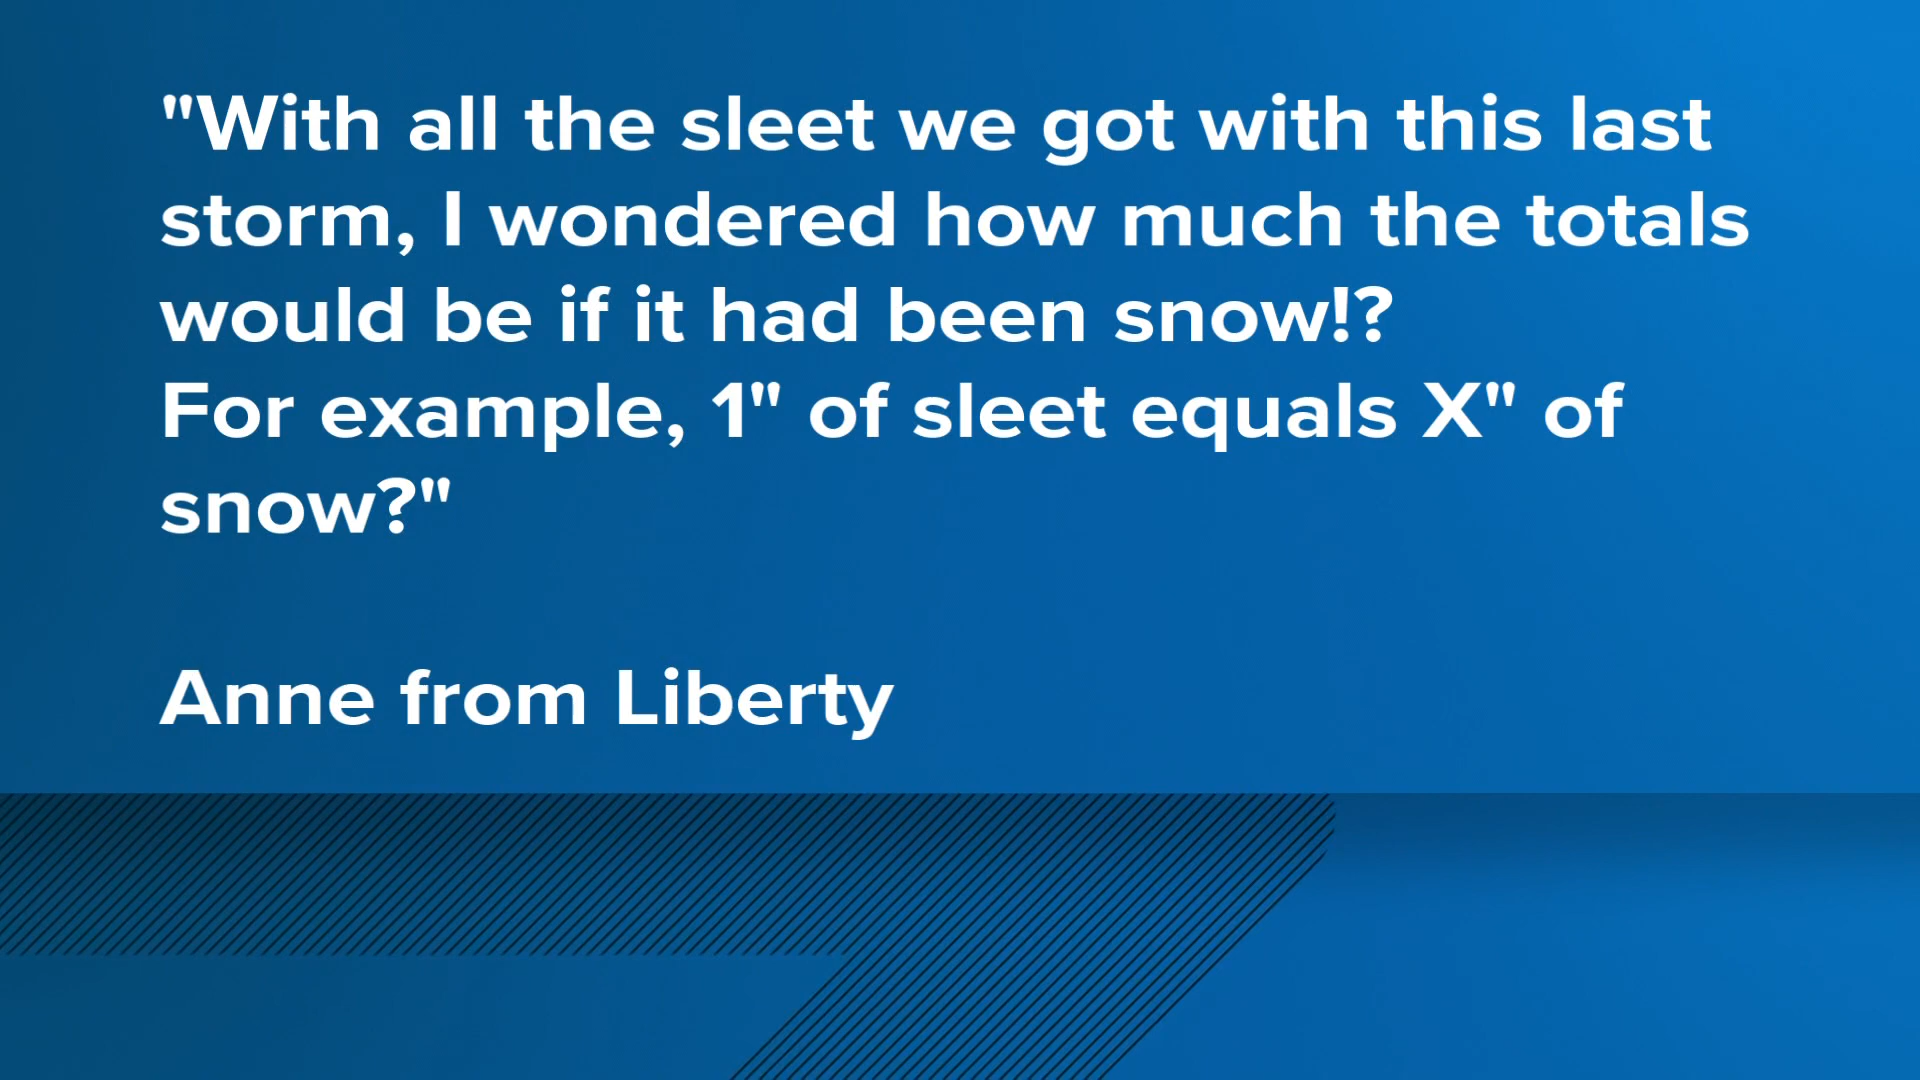 "With all the sleet we got with this last
storm, I wondered how much the totals
would be if it had been snow!?
For example, 1" of sleet equals X" of
snow?"
Anne from Liberty